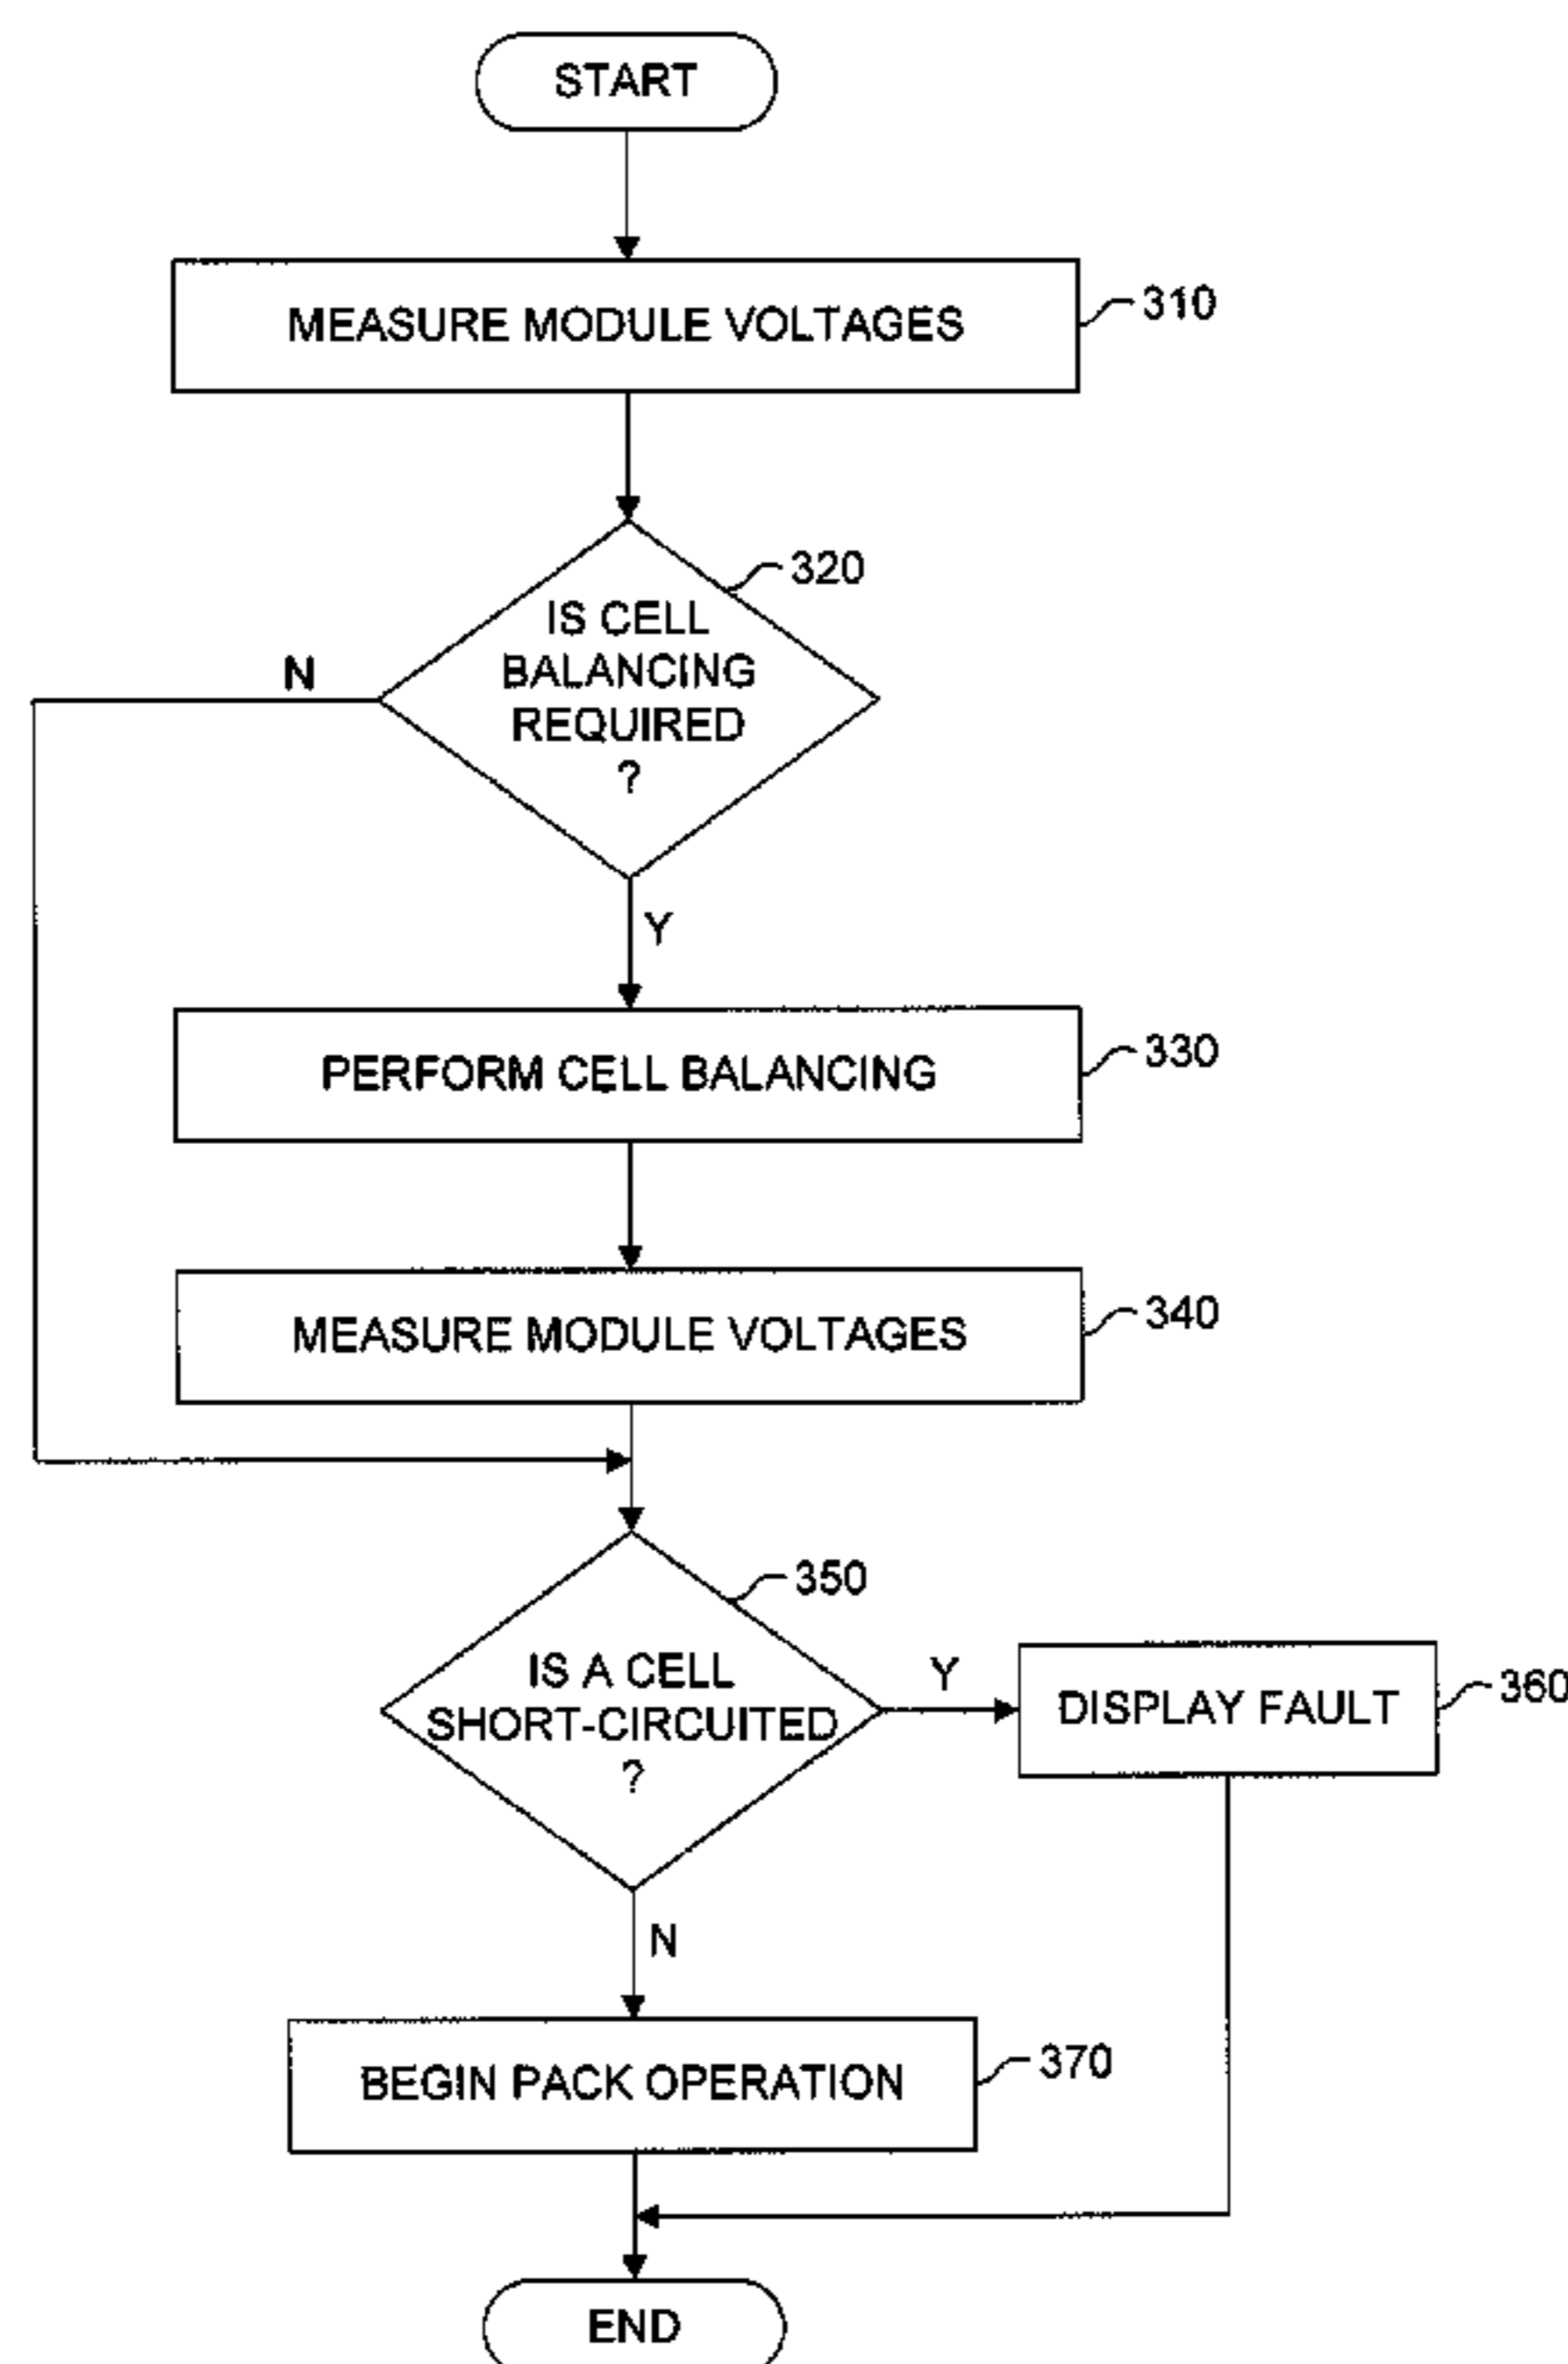 START
MEASURE MODULE VOLTAGES
310
320
IS CELL
BALANCING
REQUIRED
?
N
Y
PERFORM CELL BALANCING
330
MEASURE MODULE VOLTAGES
340
350
IS A CELL
SHORT-CIRCUITED
?
Y
DISPLAY FAULT
360
N
BEGIN PACK OPERATION
370
END